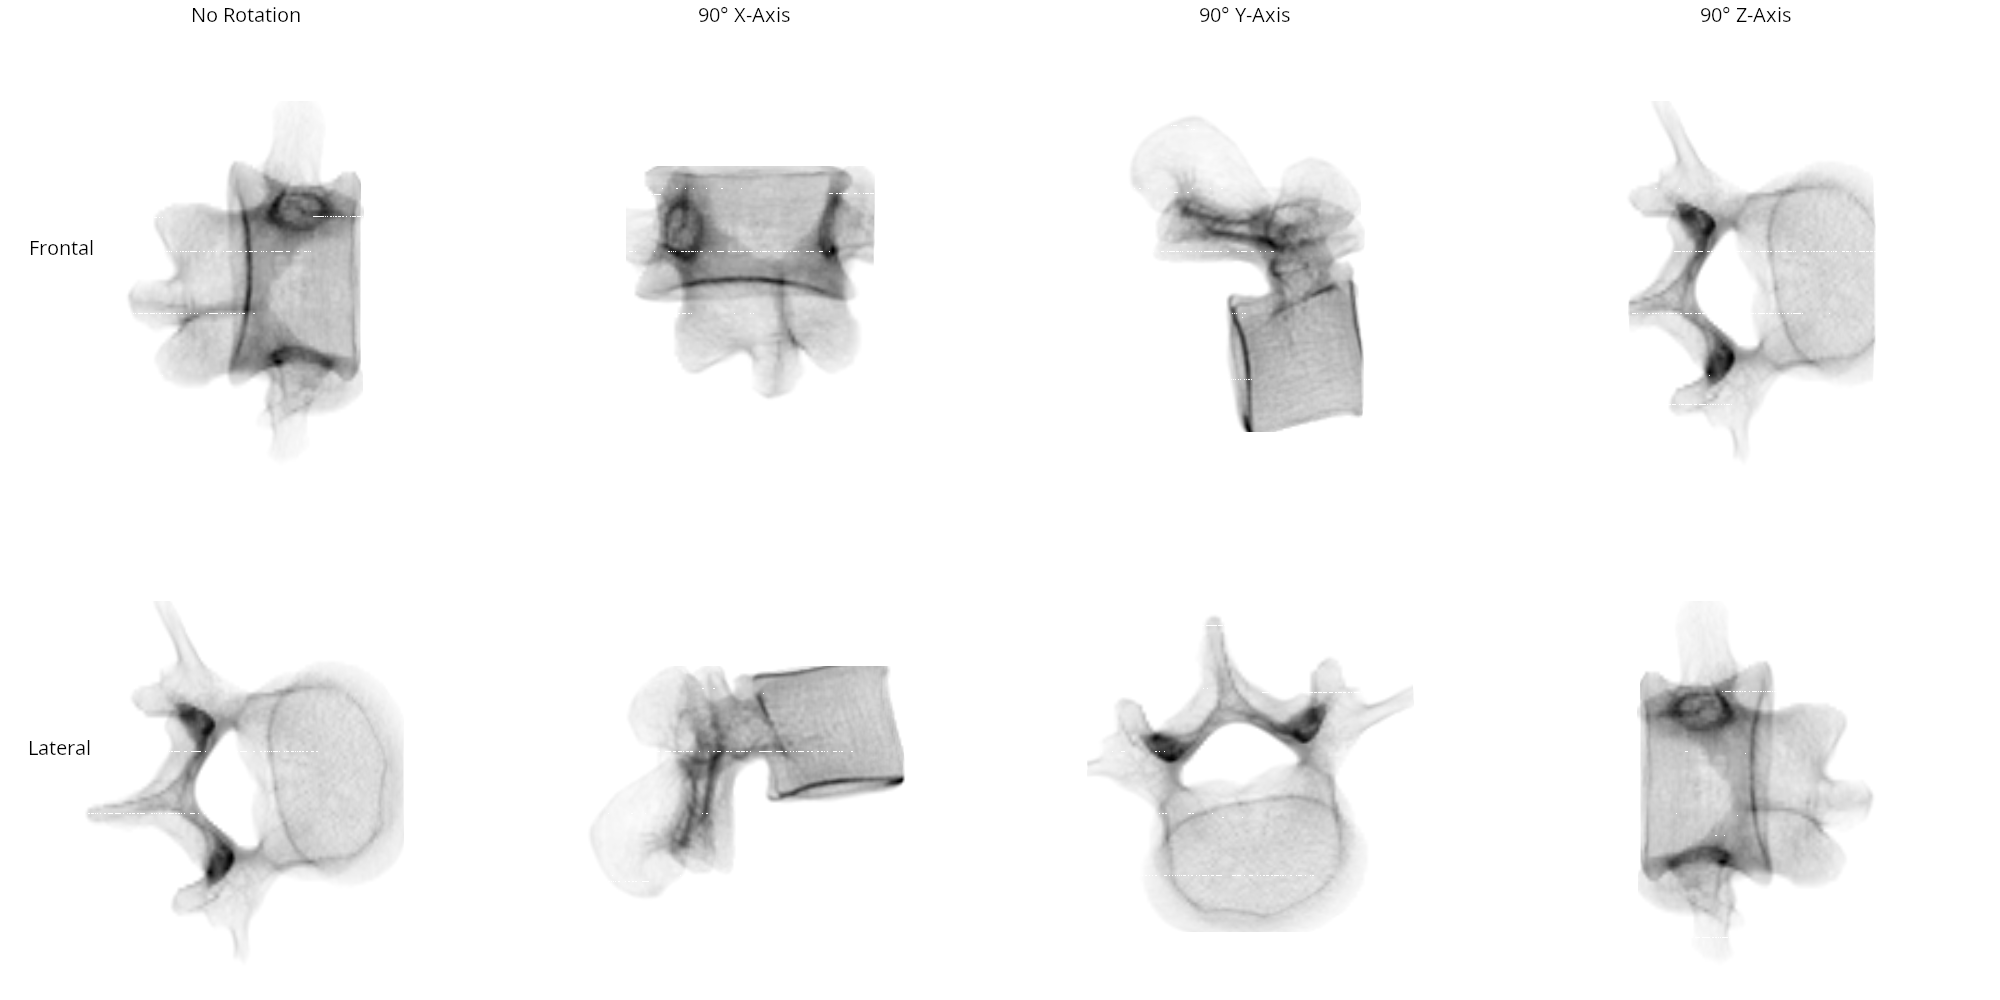 No Rotation
90° X-Axis
90° Y-Axis
90° Z-Axis
Frontal
Lateral